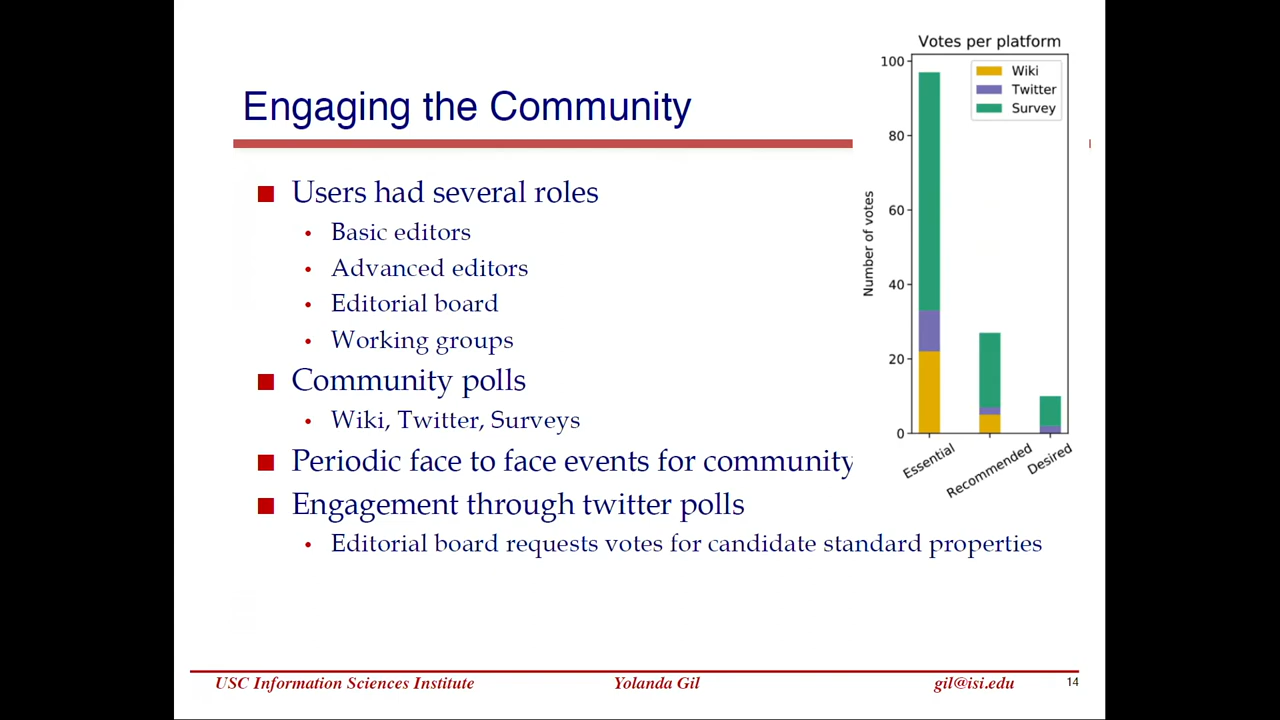 Engaging the Community
Users had several roles
Basic editors
Advanced editors
Editorial board
Working groups
Community polls
Wiki, Twitter, Surveys
Periodic face to face events for community
Engagement through twitter polls
Editorial board requests votes for candidate standard properties
Votes per platform
Wiki
Twitter
Survey
Number of votes
100
80
60
40
20
0
Essential
Recommended
Desired
USC Information Sciences Institute Yolanda Gil gil@isi.edu 14